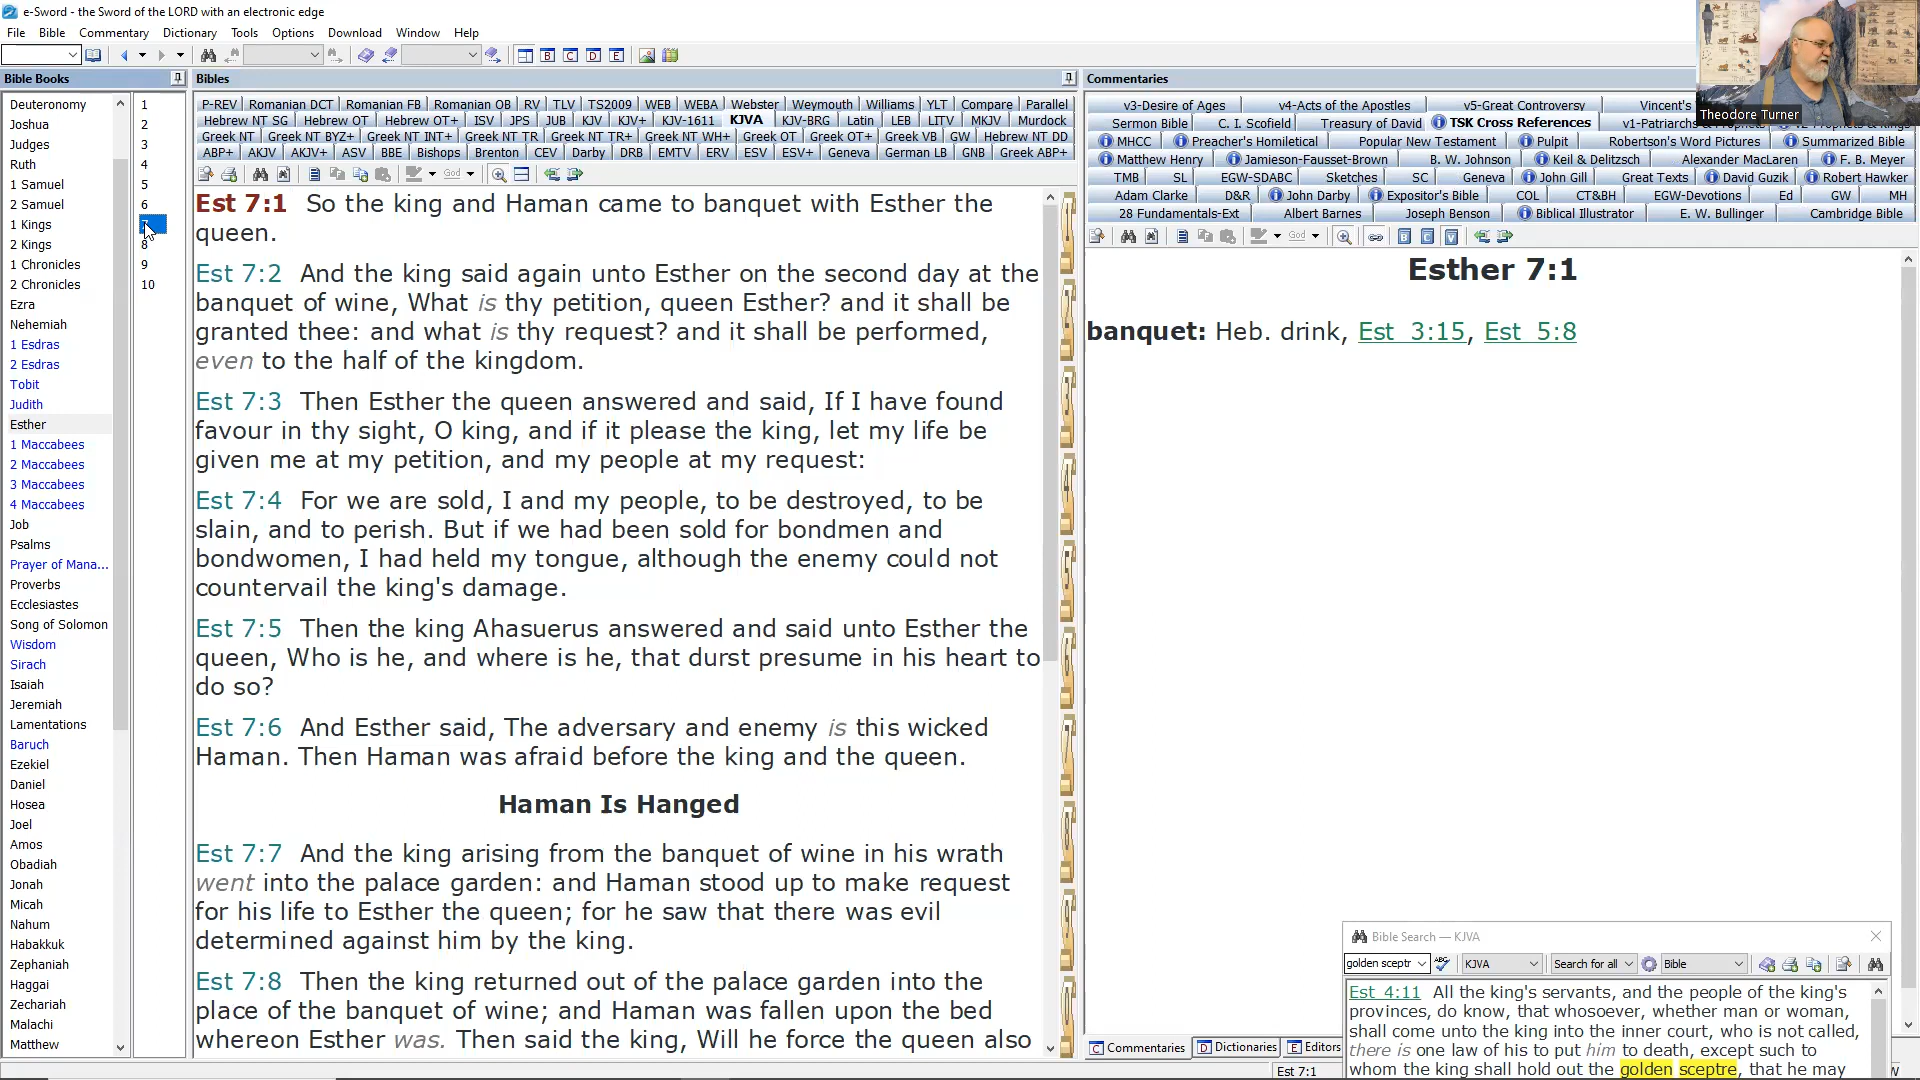 e-Sword - the Sword of the LORD with an electronic edge
File Bible Commentary Dictionary Tools Options Download Window Help
Bible Books
Deuteronomy
Joshua
Judges
Ruth
1 Samuel
2 Samuel
1 Kings
2 Kings
1 Chronicles
2 Chronicles
Ezra
Nehemiah
1 Esdras
2 Esdras
Tobit
Judith
Esther
1 Maccabees
2 Maccabees
3 Maccabees
4 Maccabees
Job
Psalms
Prayer of Mana...
Proverbs
Ecclesiastes
Song of Solomon
Wisdom
Sirach
Isaiah
Jeremiah
Lamentations
Baruch
Ezekiel
Daniel
Hosea
Joel
Amos
Obadiah
Jonah
Micah
Nahum
Habakkuk
Zephaniah
Haggai
Zechariah
Malachi
Matthew
1
2
3
4
5
6
8
9
10
Bibles
P-REV Romanian DCT Romanian FB Romanian OB RV TLV TS2009 WEB WEBA Webster Weymouth Williams YLT Compare Parallel
Hebrew NT SG Hebrew OT Hebrew OT+ ISV JPS JUB KJV KJV+ KJV-1611 KJVA KJV-BRG Latin LEB LITV MKJV Murdock
Greek NT Greek NT BYZ+ Greek NT INT+ Greek NT TR Greek NT TR+ Greek NT WH+ Greek OT Greek OT+ Greek VB GW Hebrew NT DD
ABP+ AKJV AKJV+ ASV BBE Bishops Brenton CEV Darby DRB EMTV ERV ESV ESV+ Geneva German LB GNB Greek ABP+
God
Est 7:1 So the king and Haman came to banquet with Esther the
queen.
Est 7:2 And the king said again unto Esther on the second day at the
banquet of wine, What is thy petition, queen Esther? and it shall be
granted thee: and what is thy request? and it shall be performed,
even to the half of the kingdom.
Est 7:3 Then Esther the queen answered and said, If I have found
favour in thy sight, O king, and if it please the king, let my life be
given me at my petition, and my people at my request:
Est 7:4 For we are sold, I and my people, to be destroyed, to be
slain, and to perish. But if we had been sold for bondmen and
bondwomen, I had held my tongue, although the enemy could not
countervail the king's damage.
Est 7:5 Then the king Ahasuerus answered and said unto Esther the
queen, Who is he, and where is he, that durst presume in his heart to
do so?
Est 7:6 And Esther said, The adversary and enemy is this wicked
Haman. Then Haman was afraid before the king and the queen.
Haman Is Hanged
Est 7:7 And the king arising from the banquet of wine in his wrath
went into the palace garden: and Haman stood up to make request
for his life to Esther the queen; for he saw that there was evil
determined against him by the king.
Est 7:8 Then the king returned out of the palace garden into the
place of the banquet of wine; and Haman was fallen upon the bed
whereon Esther was. Then said the king, Will he force the queen also
Commentaries
v3-Desire of Ages v4-Acts of the Apostles v5-Great Controversy Vincent's
Sermon Bible C. I. Scofield Treasury of David TSK Cross References v1-Patriarchs
MHCC Preacher's Homiletical Popular New Testament Pulpit Robertson's Word Pictures Summarized Bible
Matthew Henry Jamieson-Fausset-Brown B. W. Johnson Keil & Delitzsch Alexander MacLaren F. B. Meyer
TMB SL EGW-SDABC Sketches SC Geneva John Gill Great Texts David Guzik Robert Hawker
Adam Clarke D&R John Darby Expositor's Bible COL CT&BH EGW-Devotions Ed GW MH
28 Fundamentals-Ext Albert Barnes Joseph Benson Biblical Illustrator E. W. Bullinger Cambridge Bible
God
Esther 7:1
banquet: Heb. drink, Est 3:15, Est 5:8
Theodore Turner
Bible Search — KJVA
golden sceptr KJVA Search for all Bible
Est 4:11 All the king's servants, and the people of the king's
provinces, do know, that whosoever, whether man or woman,
shall come unto the king into the inner court, who is not called,
there is one law of his to put him to death, except such to
whom the king shall hold out the golden sceptre, that he may
Commentaries Dictionaries Editors
Est 7:1